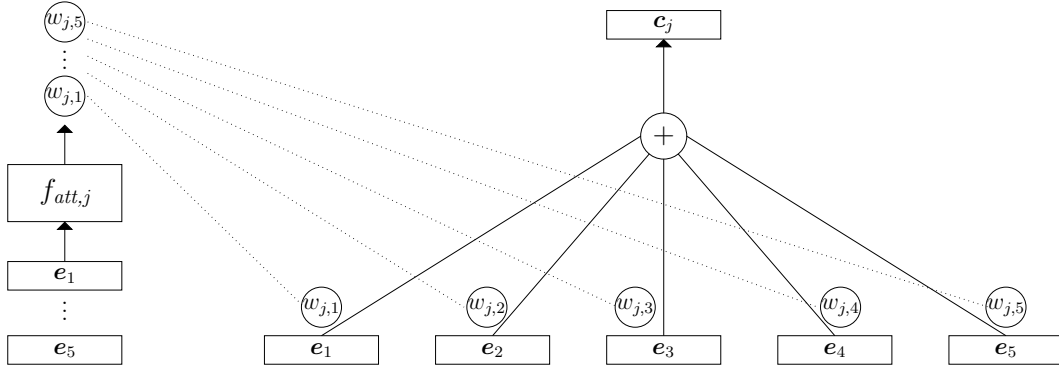 w_{j,5}
⋮
w_{j,1}
f_{att,j}
e_1
⋮
e_5
c_j
+
w_{j,1} w_{j,2} w_{j,3} w_{j,4} w_{j,5}
e_1 e_2 e_3 e_4 e_5